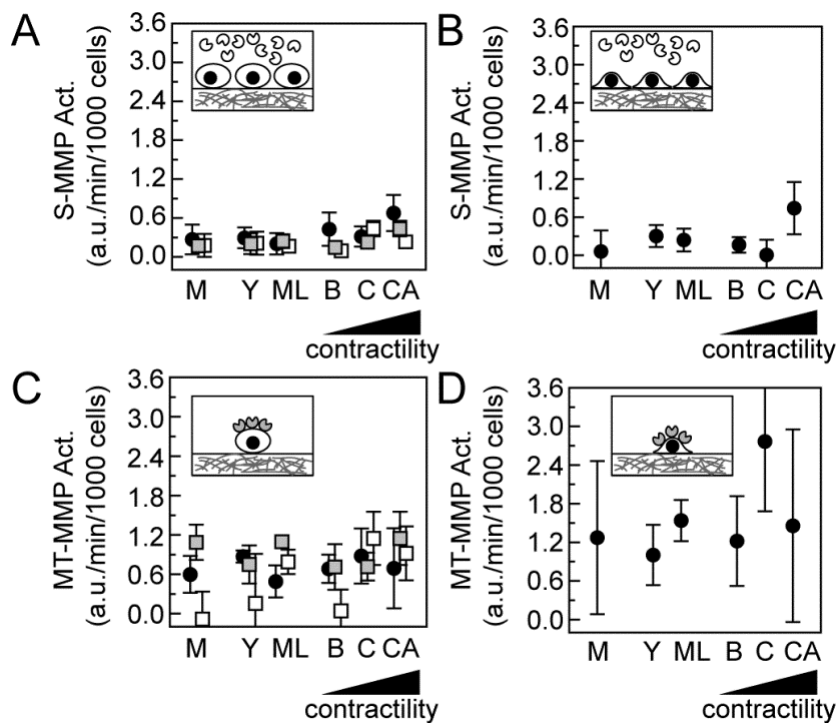 A
S-MMP Act.
(a.u./min/1000 cells)
3.6
3.0
2.4
1.8
1.2
0.6
0.0
M Y ML B C CA
contractility
B
S-MMP Act.
(a.u./min/1000 cells)
3.6
3.0
2.4
1.8
1.2
0.6
0.0
M Y ML B C CA
contractility
C
MT-MMP Act.
(a.u./min/1000 cells)
3.6
3.0
2.4
1.8
1.2
0.6
0.0
M Y ML B C CA
contractility
D
MT-MMP Act.
(a.u./min/1000 cells)
3.6
3.0
2.4
1.8
1.2
0.6
0.0
M Y ML B C CA
contractility